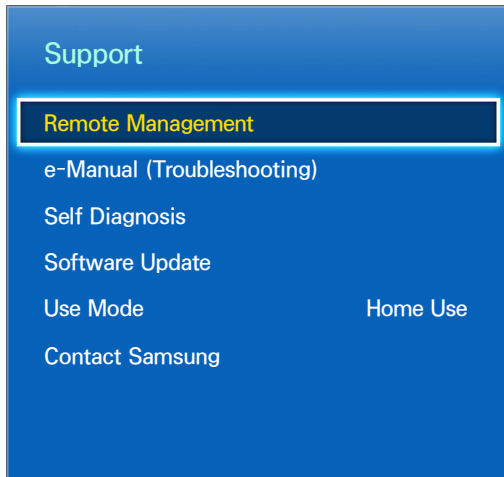 Support
Remote Management
e-Manual (Troubleshooting)
Self Diagnosis
Software Update
Use Mode Home Use
Contact Samsung